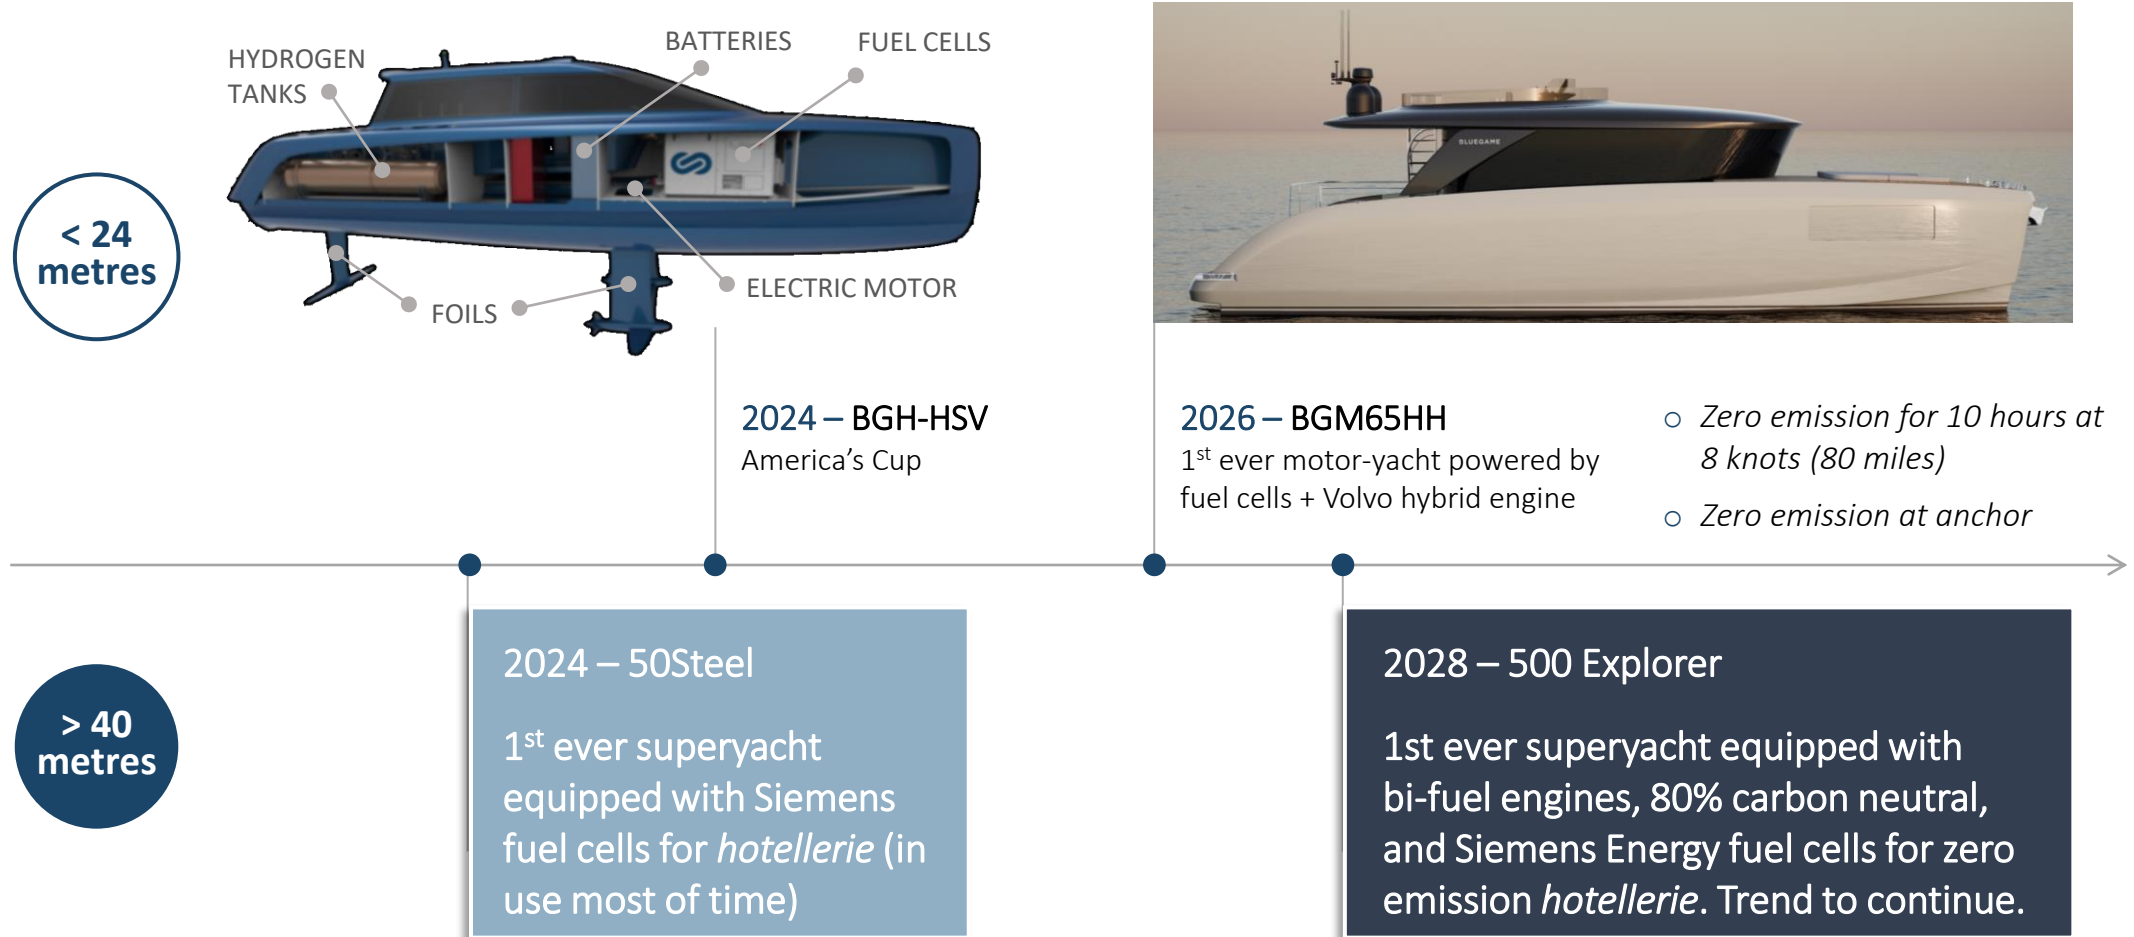 HYDROGEN
TANKS
BATTERIES
FUEL CELLS
FOILS
ELECTRIC MOTOR
BLUEGAME
< 24
metres
2024 – BGH-HSV
America’s Cup
2026 – BGM65HH
1st ever motor-yacht powered by
fuel cells + Volvo hybrid engine
o Zero emission for 10 hours at
8 knots (80 miles)
o Zero emission at anchor
> 40
metres
2024 – 50Steel
1st ever superyacht
equipped with Siemens
fuel cells for hotellerie (in
use most of time)
2028 – 500 Explorer
1st ever superyacht equipped with
bi-fuel engines, 80% carbon neutral,
and Siemens Energy fuel cells for zero
emission hotellerie. Trend to continue.